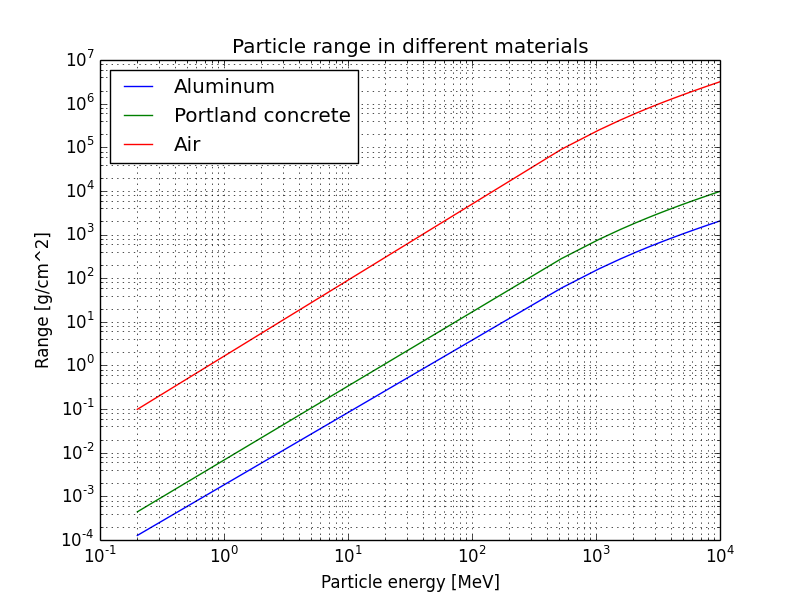 Particle range in different materials
Aluminum
Portland concrete
Air
Range [g/cm^2]
10^7
10^6
10^5
10^4
10^3
10^2
10^1
10^0
10^-1
10^-2
10^-3
10^-4
10^-1 10^0 10^1 10^2 10^3 10^4
Particle energy [MeV]